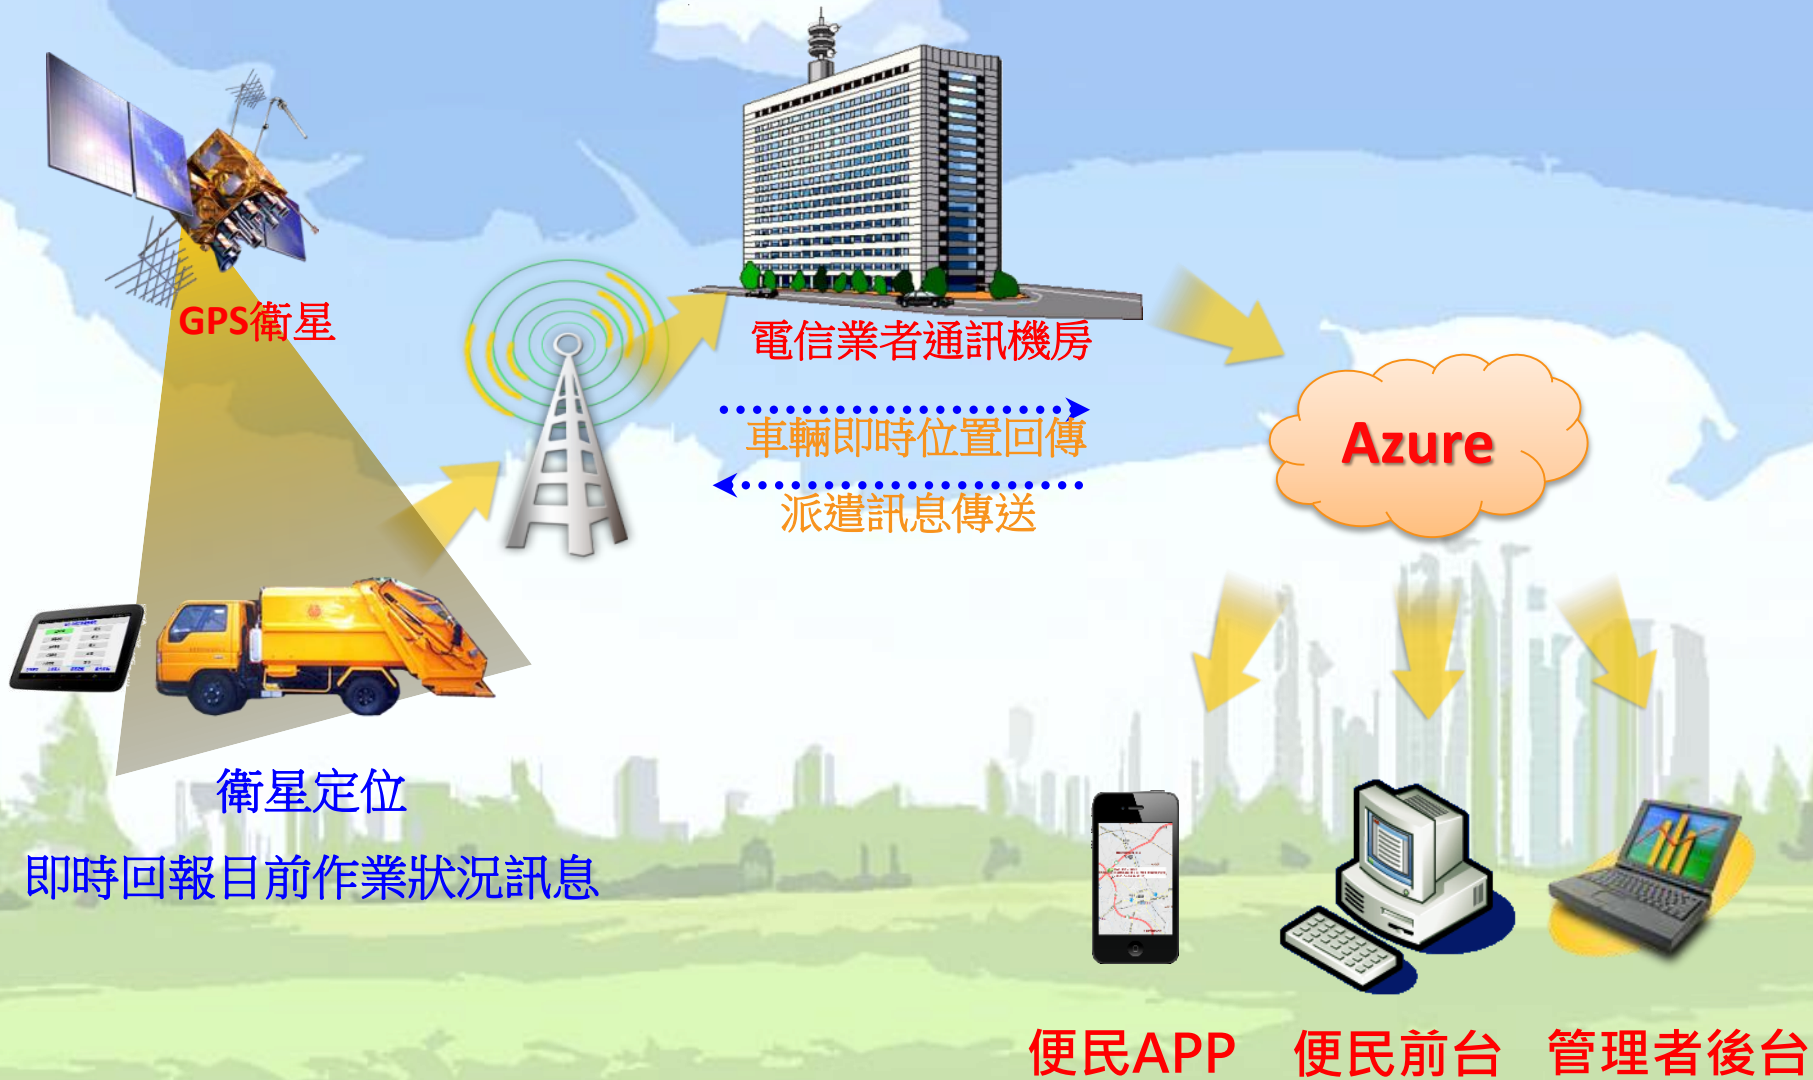 GPS衛星
電信業者通訊機房
車輛即時位置回傳
派遣訊息傳送
Azure
衛星定位
即時回報目前作業狀況訊息
便民APP
便民前台
管理者後台